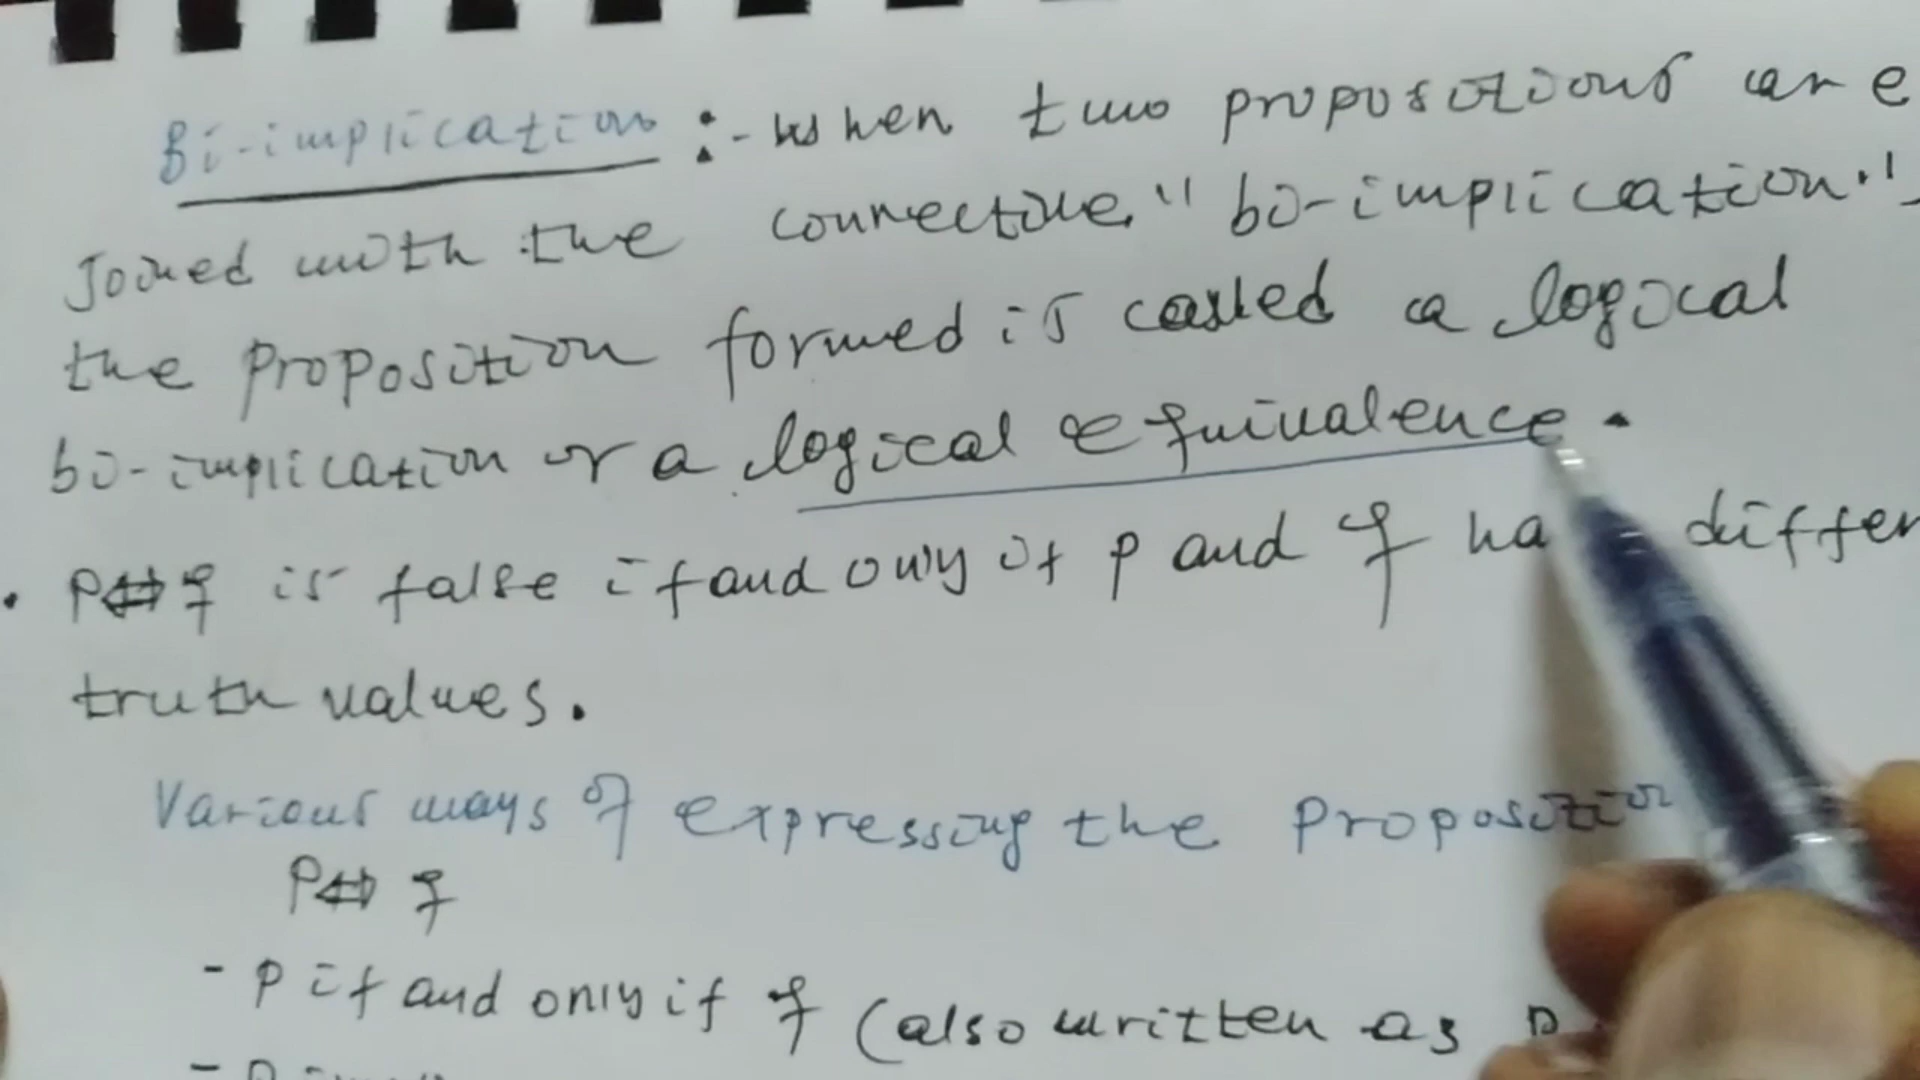 Bi-implication :- When two propositions are
Joined with the connective "bi-implication"
the proposition formed is called a logical
bi-implication or a logical equivalence.
• P⇔q is false if and only if p and q ha differ
truth values.
Various ways of expressing the proposition
P⇔q
- p if and only if q (also written as p